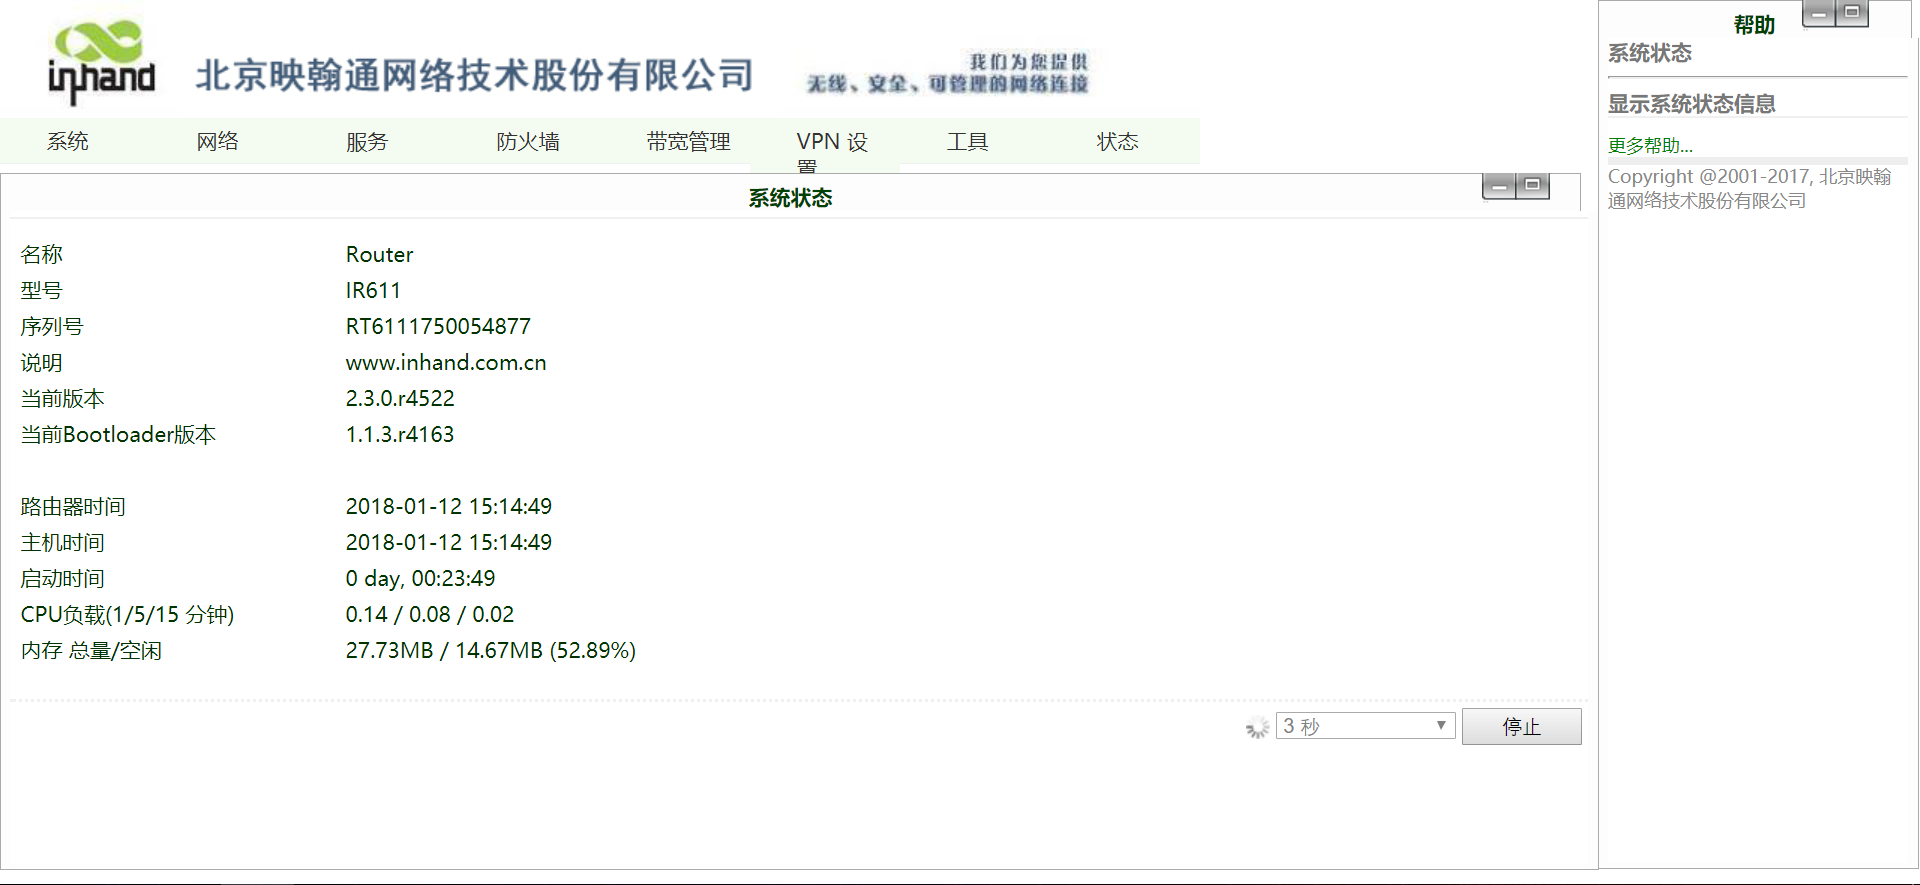 inhand
北京映翰通网络技术股份有限公司
我们为您提供
无线、安全、可管理的网络连接
系统 网络 服务 防火墙 带宽管理 VPN 设置 工具 状态
系统状态
名称 Router
型号 IR611
序列号 RT6111750054877
说明 www.inhand.com.cn
当前版本 2.3.0.r4522
当前Bootloader版本 1.1.3.r4163
路由器时间 2018-01-12 15:14:49
主机时间 2018-01-12 15:14:49
启动时间 0 day, 00:23:49
CPU负载(1/5/15 分钟) 0.14 / 0.08 / 0.02
内存 总量/空闲 27.73MB / 14.67MB (52.89%)
3 秒 停止
帮助
系统状态
显示系统状态信息
更多帮助...
Copyright @2001-2017, 北京映翰
通网络技术股份有限公司